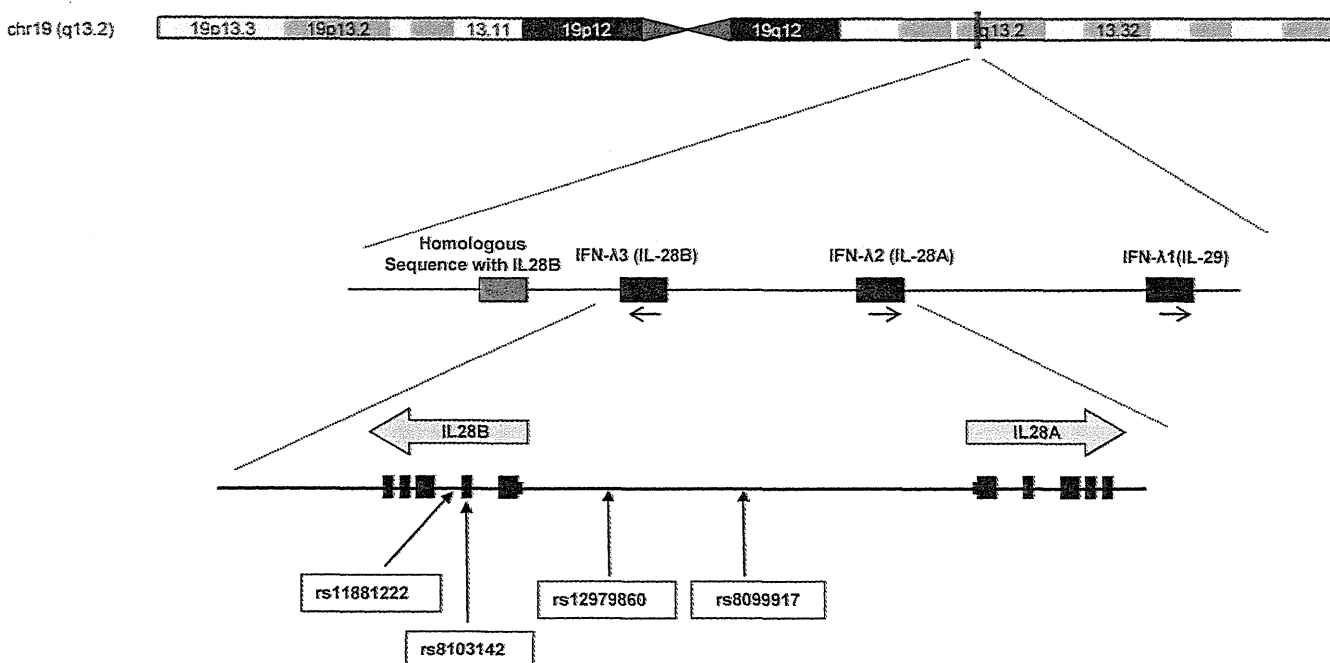 chr19 (q13.2)
19p13.3
19p13.2
13.11
19p12
19q12
q13.2
13.32
Homologous
Sequence with IL28B
IFN-λ3 (IL-28B)
IFN-λ2 (IL-28A)
IFN-λ1(IL-29)
IL28B
IL28A
rs11881222
rs8103142
rs12979860
rs8099917